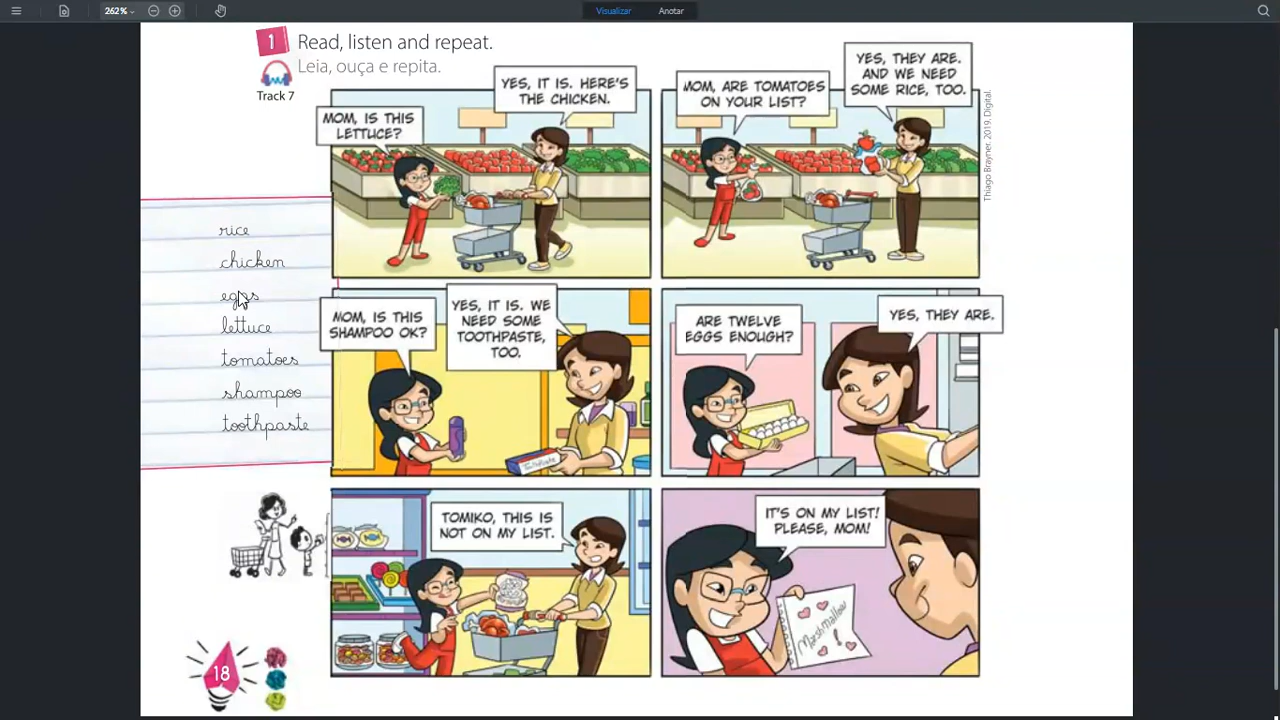 262%
Visualizar
Anotar
1
Read, listen and repeat.
Leia, ouça e repita.
Track 7
MOM, IS THIS
LETTUCE?
YES, IT IS. HERE'S
THE CHICKEN.
MOM, ARE TOMATOES
ON YOUR LIST?
YES, THEY ARE.
AND WE NEED
SOME RICE, TOO.
Thiago Brayner. 2019. Digital.
rice
chicken
eggs
lettuce
tomatoes
shampoo
toothpaste
MOM, IS THIS
SHAMPOO OK?
YES, IT IS. WE
NEED SOME
TOOTHPASTE,
TOO.
Toothpaste
ARE TWELVE
EGGS ENOUGH?
YES, THEY ARE.
TOMIKO, THIS IS
NOT ON MY LIST.
IT'S ON MY LIST!
PLEASE, MOM!
Marshmallow
!
18